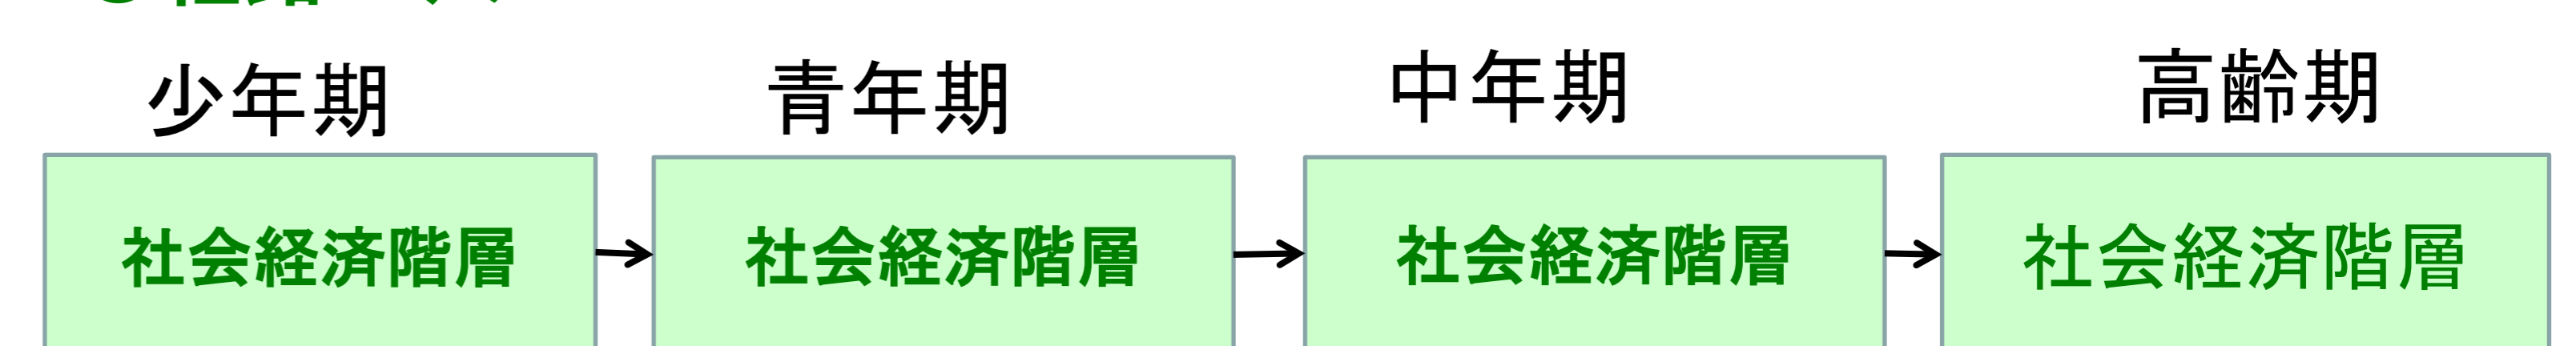 少年期 青年期 中年期 高齢期
社会経済階層 社会経済階層 社会経済階層 社会経済階層